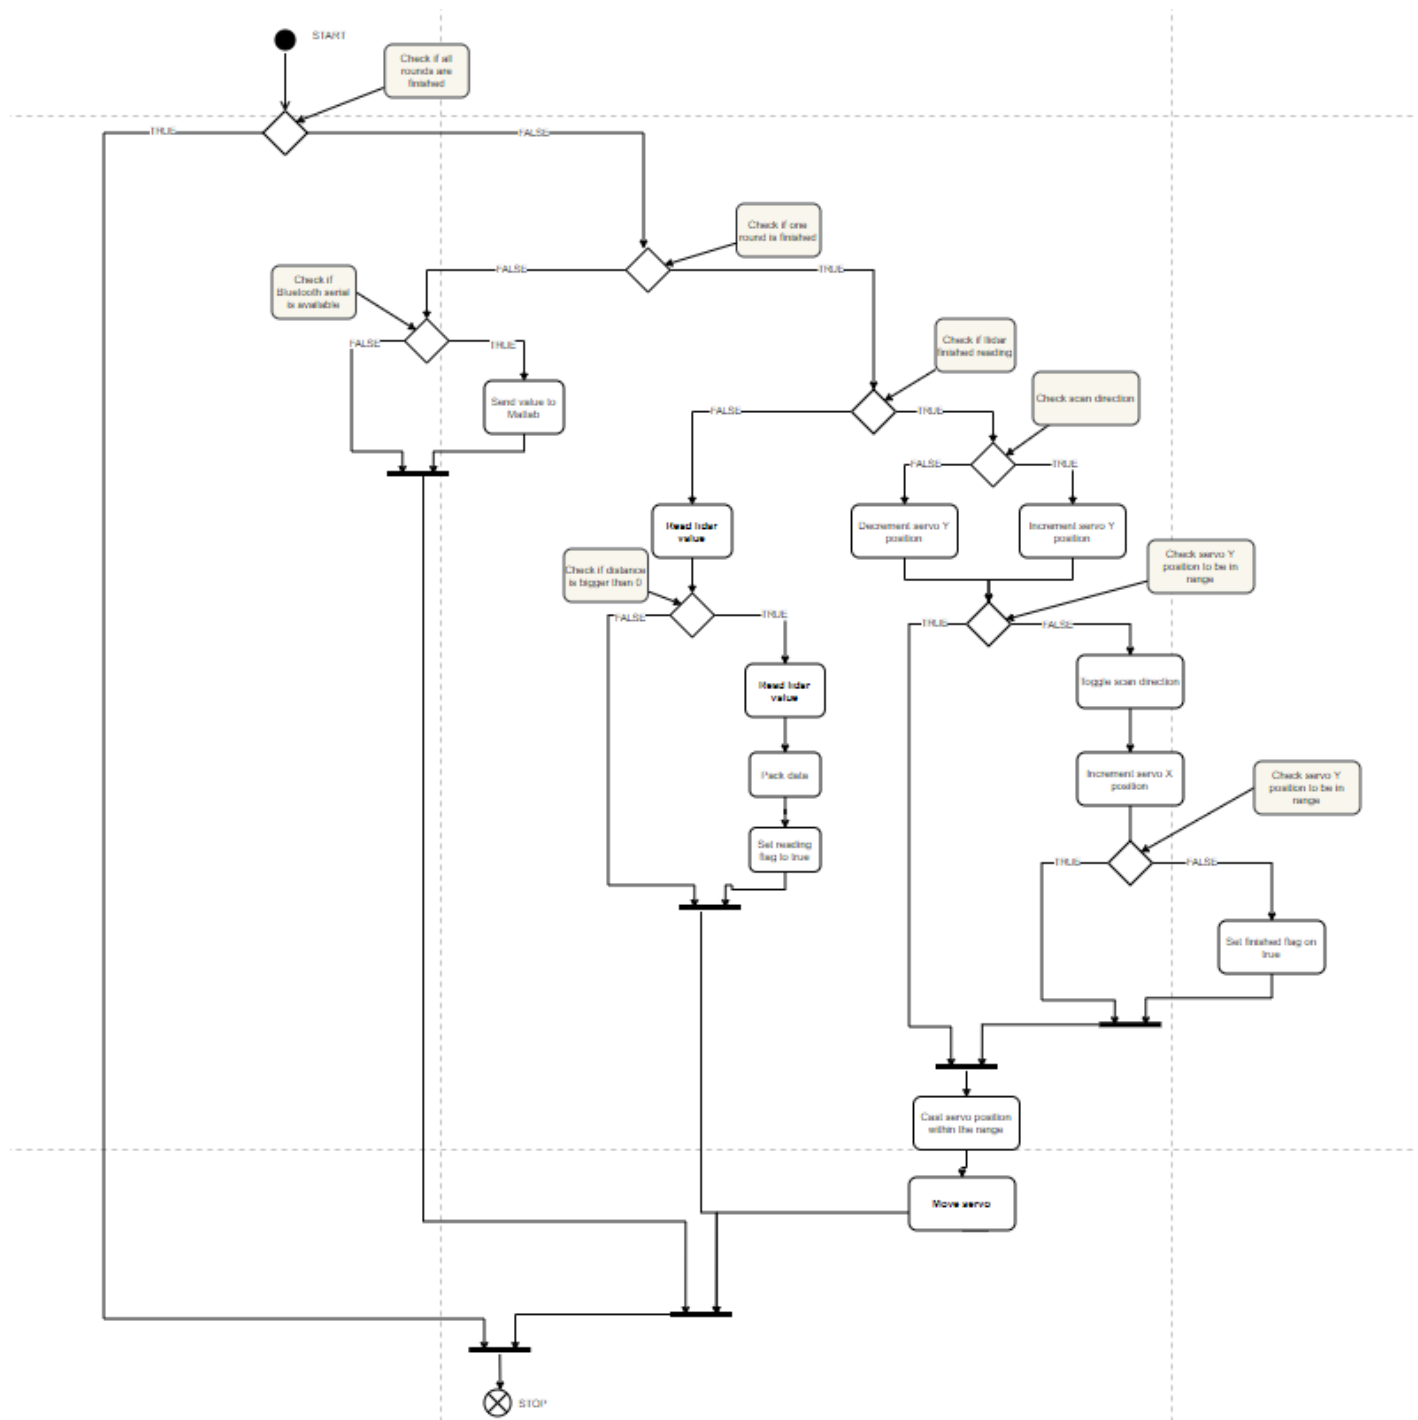 START
Check if all
rounds are
finished
TRUE
FALSE
Check if one
round is finished
FALSE
TRUE
Check if
Bluetooth serial
is available
FALSE
TRUE
Send value to
Matlab
Check if lidar
finished reading
FALSE
TRUE
Check scan direction
FALSE
TRUE
Read lidar
value
Decrement servo Y
position
Increment servo Y
position
Check if distance
is bigger than 0
Check servo Y
position to be in
range
FALSE
TRUE
TRUE
FALSE
Read lidar
value
Toggle scan direction
Pack data
Increment servo X
position
Check servo Y
position to be in
range
Set reading
flag to true
TRUE
FALSE
Set finished flag on
true
Cast servo position
within the range
Move servo
STOP